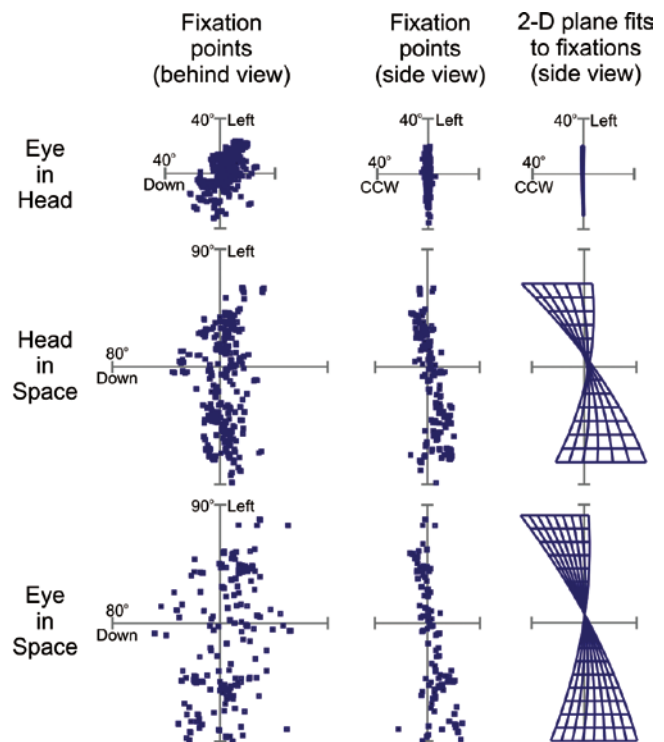 Fixation
points
(behind view)
Fixation
points
(side view)
2-D plane fits
to fixations
(side view)
Eye
in
Head
40° Left
40°
Down
40° Left
40°
CCW
40° Left
40°
CCW
Head
in
Space
90° Left
80°
Down
Eye
in
Space
90° Left
80°
Down